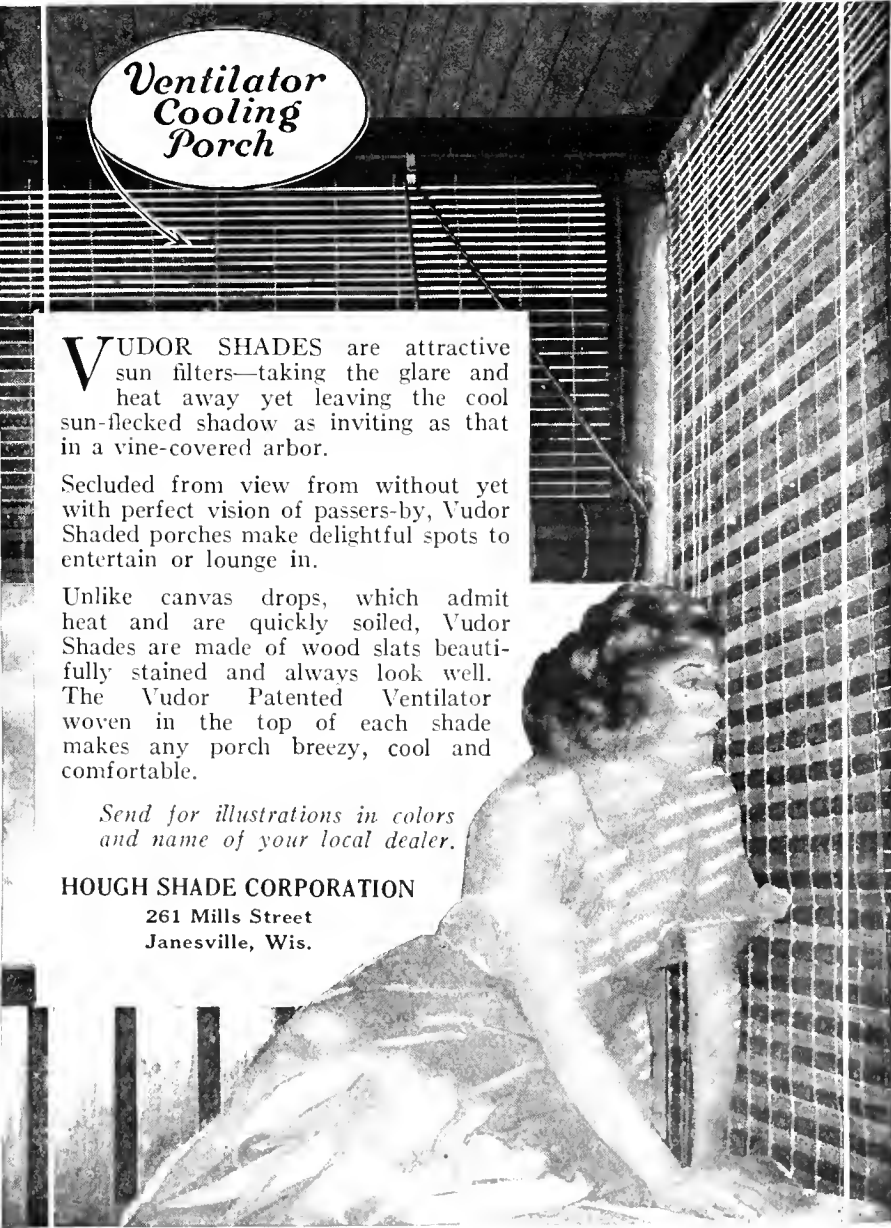 Ventilator
Cooling
Porch
VUDOR SHADES are attractive
sun filters—taking the glare and
heat away yet leaving the cool
sun-flecked shadow as inviting as that
in a vine-covered arbor.
Secluded from view from without yet
with perfect vision of passers-by, Vudor
Shaded porches make delightful spots to
entertain or lounge in.
Unlike canvas drops, which admit
heat and are quickly soiled, Vudor
Shades are made of wood slats beauti-
fully stained and always look well.
The Vudor Patented Ventilator
woven in the top of each shade
makes any porch breezy, cool and
comfortable.
Send for illustrations in colors
and name of your local dealer.
HOUGH SHADE CORPORATION
261 Mills Street
Janesville, Wis.